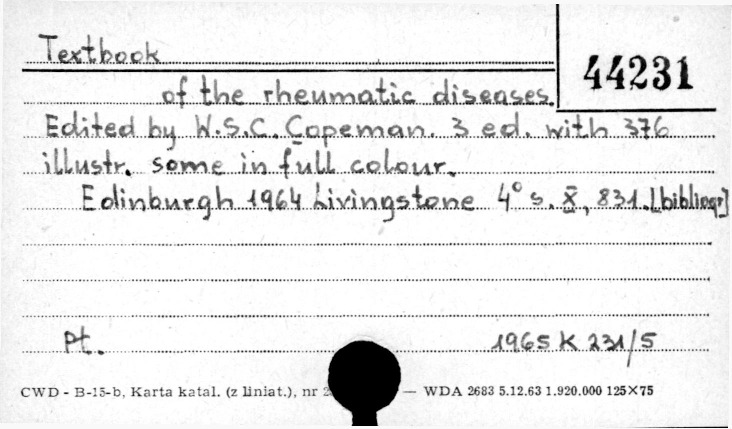 Textbook
44231
of the rheumatic diseases.
Edited by W.S.C. Copeman. 3 ed. with 376
illustr. some in full colour.
Edinburgh 1964 Livingstone 4° s. X, 831. [bibliogr]
Pt. 1965 K 231/5
CWD - B-15-b, Karta katal. (z liniat.), nr — WDA 2683 5.12.63 1.920.000 125×75